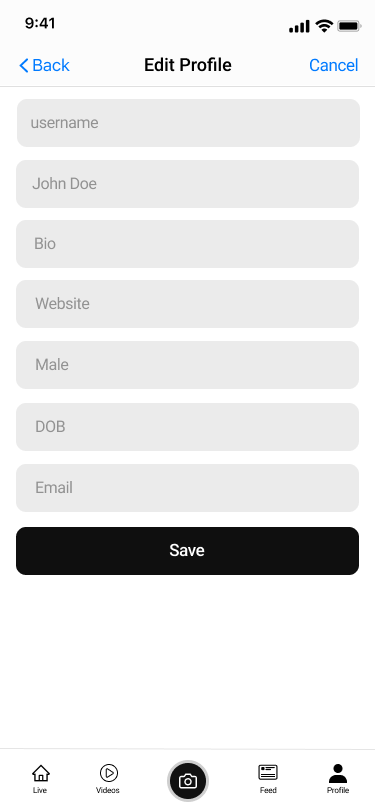 9:41
Back Edit Profile Cancel
username
John Doe
Bio
Website
Male
DOB
Email
Save
Live Videos Feed Profile